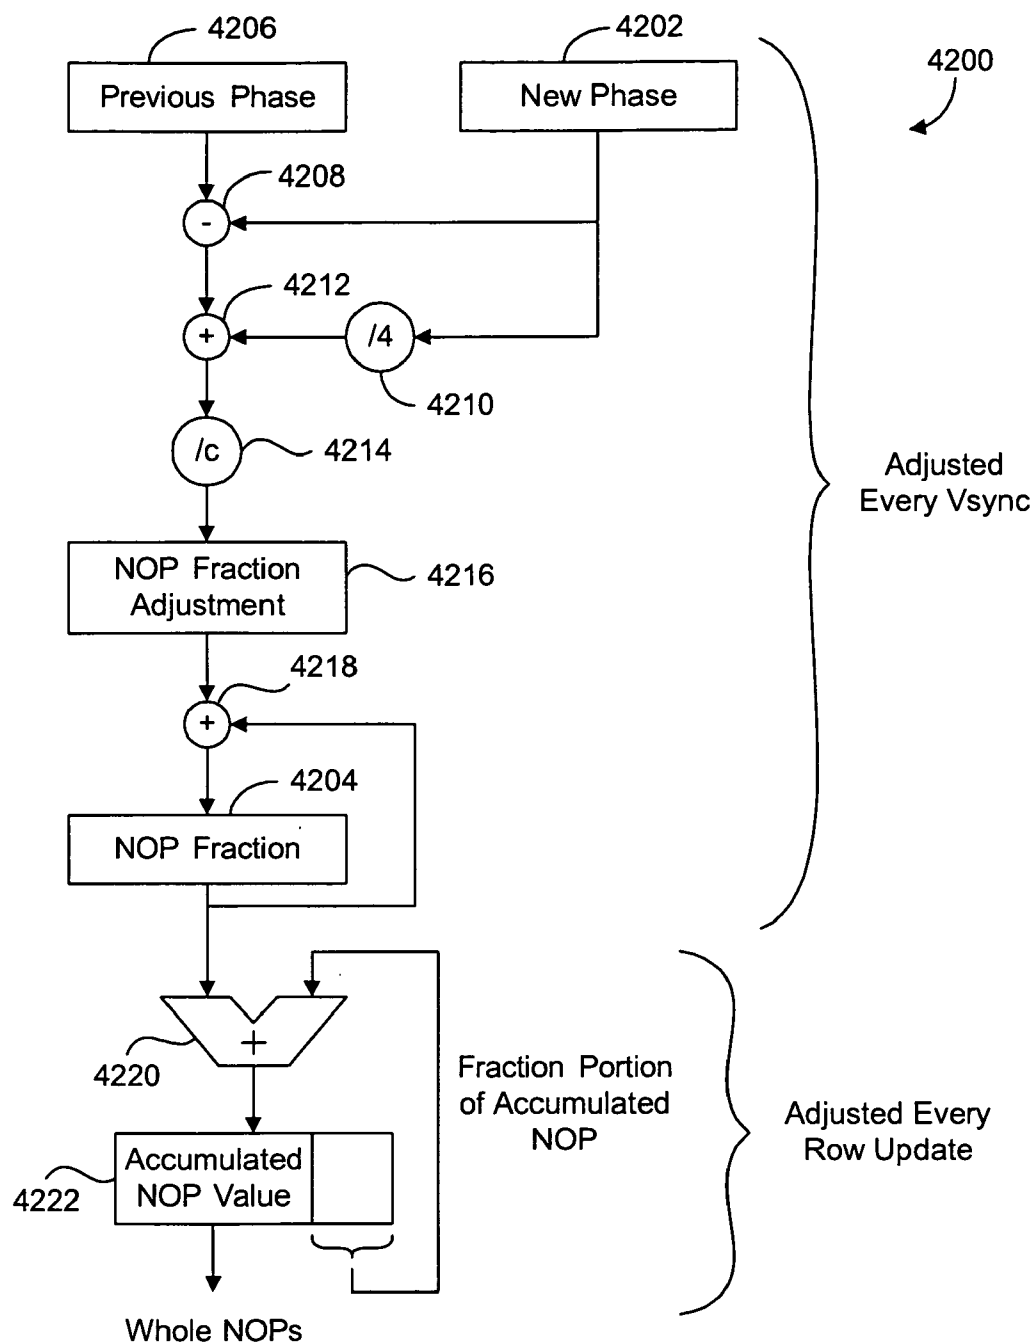 4206
4202
4200
Previous Phase
New Phase
4208
-
4212
+
/4
4210
/c
4214
Adjusted
Every Vsync
NOP Fraction
Adjustment
4216
4218
+
4204
NOP Fraction
+
4220
Fraction Portion
of Accumulated
NOP
Adjusted Every
Row Update
Accumulated
NOP Value
4222
Whole NOPs